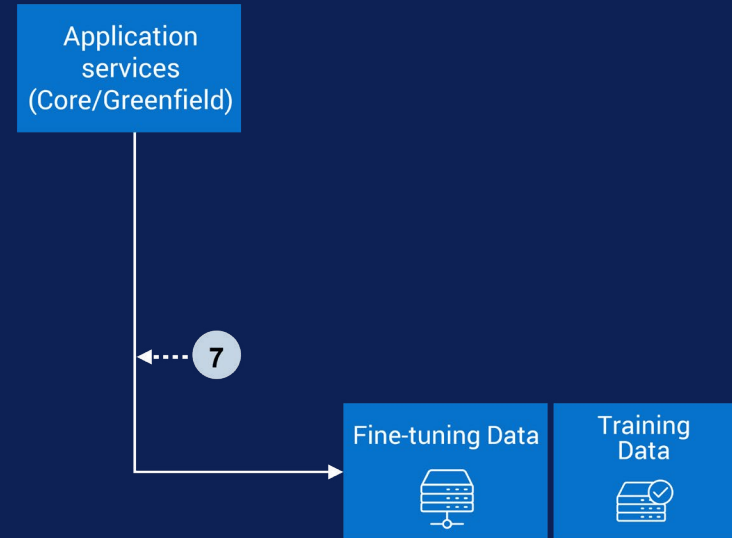 Application
services
(Core/Greenfield)
7
Fine-tuning Data
Training
Data